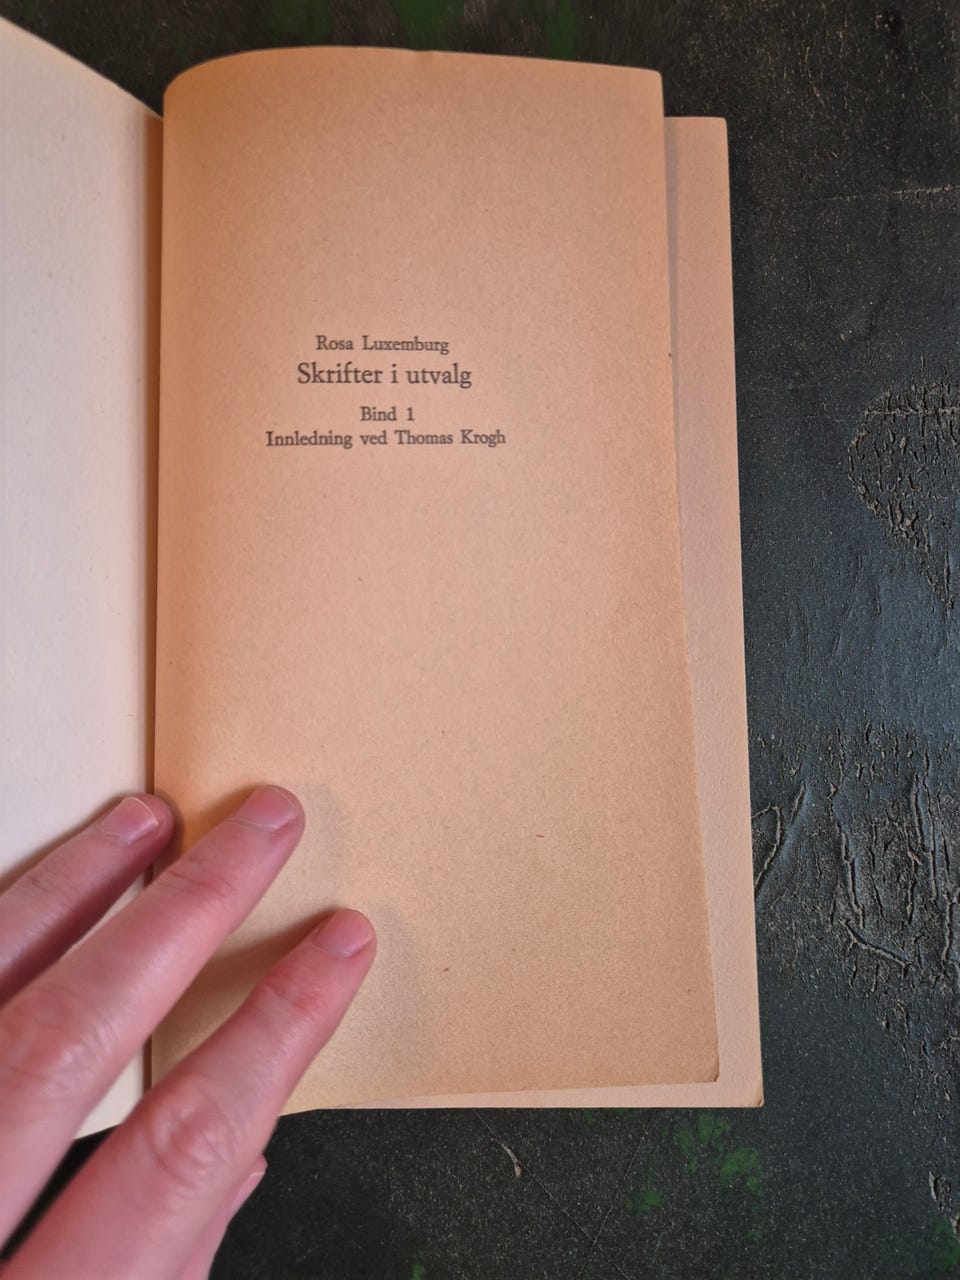 Rosa Luxemburg
Skrifter i utvalg
Bind 1
Innledning ved Thomas Krogh